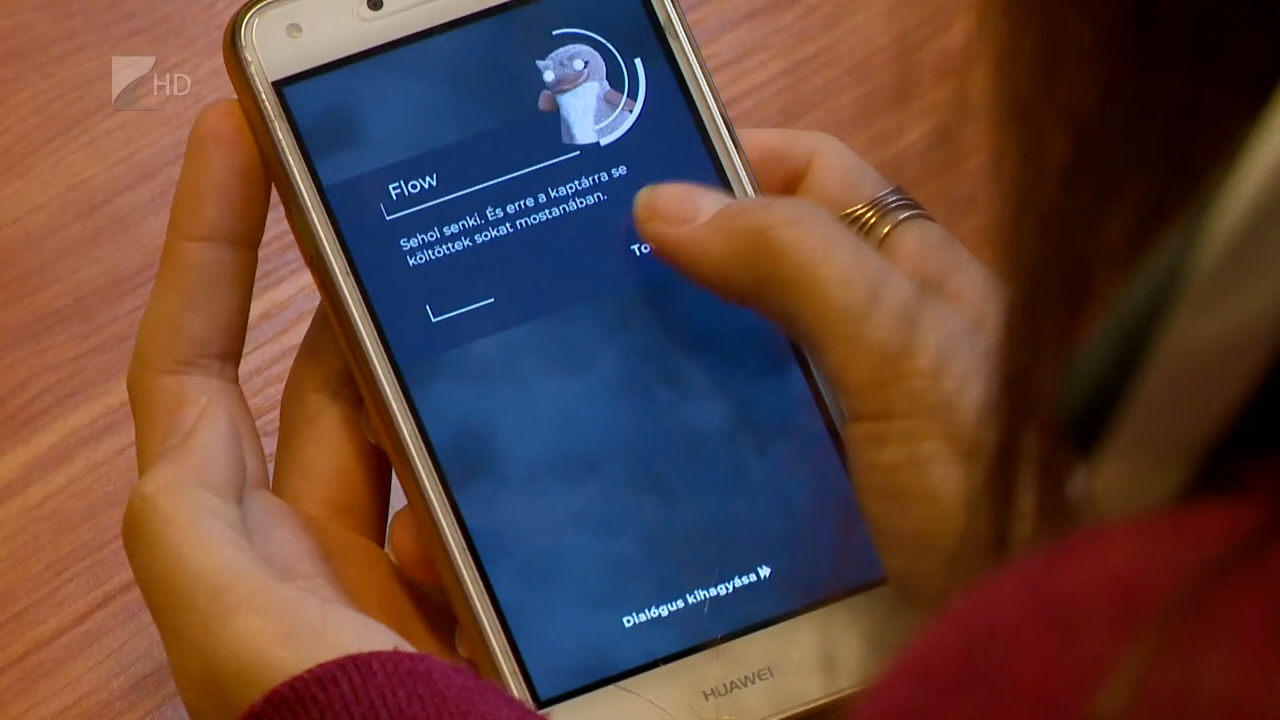 HD
Flow
Sehol senki. És erre a kaptárra se
költöttek sokat mostanában.
Dialógus kihagyása
HUAWEI